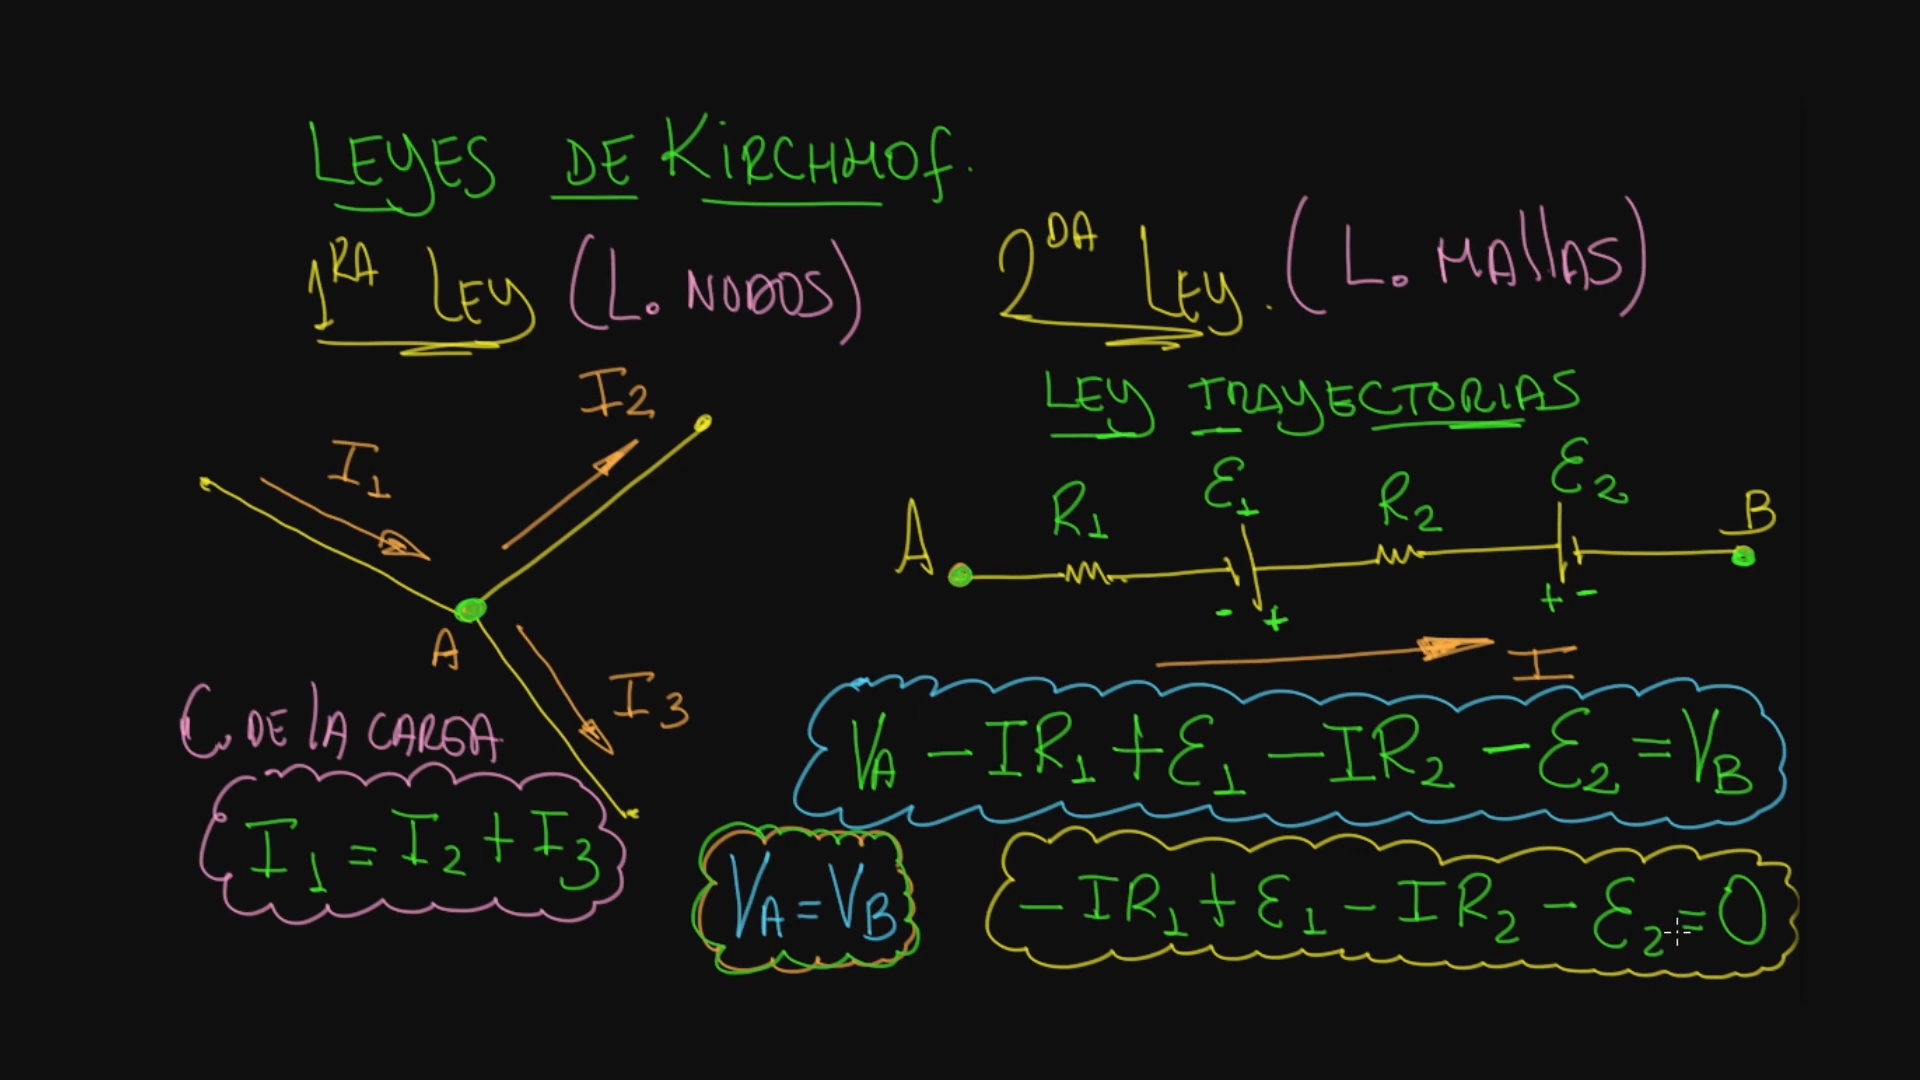 LEYES DE KIRCHHOF.
1RA LEY (L. NODOS)
I1
I2
A
I3
C. DE LA CARGA
I1 = I2 + I3
2DA LEY. (L. MALLAS)
LEY TRAYECTORIAS
A R1 ε1 R2 ε2 B
- + + -
I
VA - IR1 + ε1 - IR2 - ε2 = VB
VA = VB
- IR1 + ε1 - IR2 - ε2 = 0